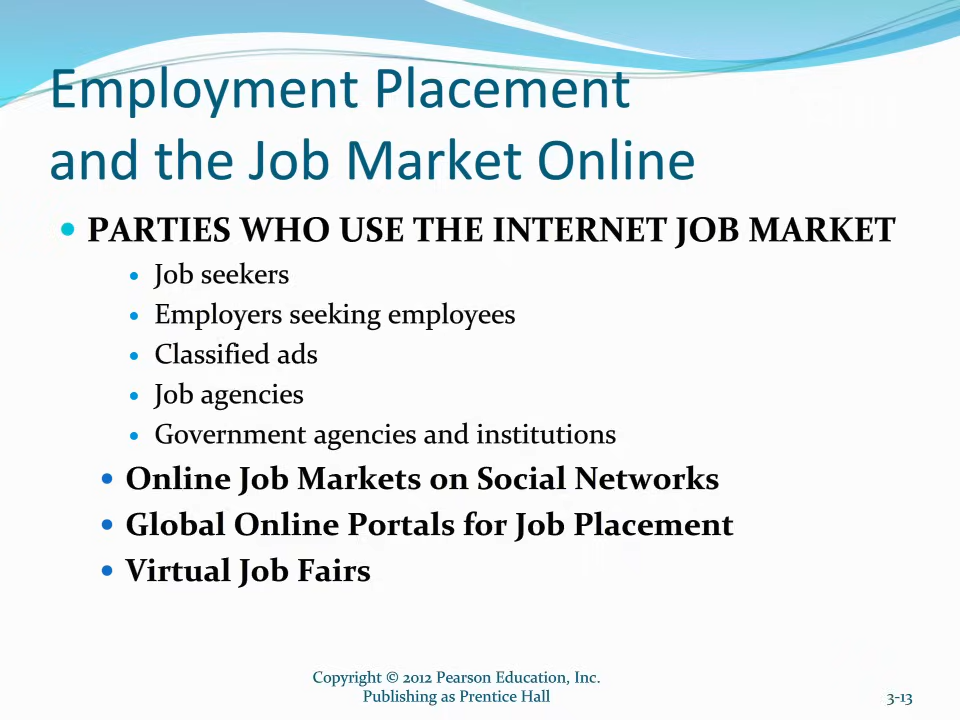 Employment Placement
and the Job Market Online
• PARTIES WHO USE THE INTERNET JOB MARKET
• Job seekers
• Employers seeking employees
• Classified ads
• Job agencies
• Government agencies and institutions
• Online Job Markets on Social Networks
• Global Online Portals for Job Placement
• Virtual Job Fairs
Copyright © 2012 Pearson Education, Inc.
Publishing as Prentice Hall
3-13